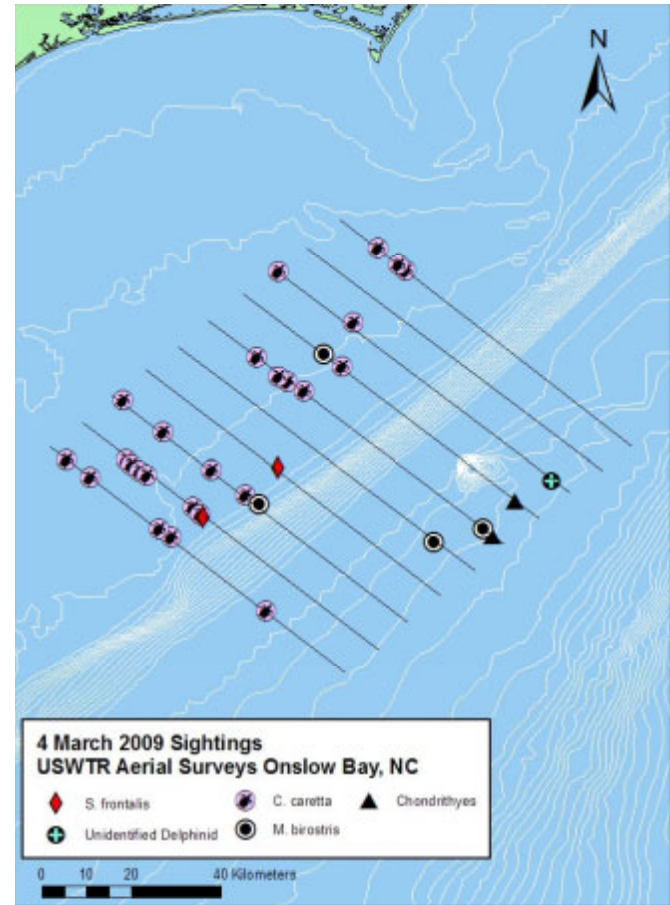 N
4 March 2009 Sightings
USWTR Aerial Surveys Onslow Bay, NC
S. frontalis
C. caretta
Chondrithyes
Unidentified Delphinid
M. birostris
0 10 20 40 Kilometers